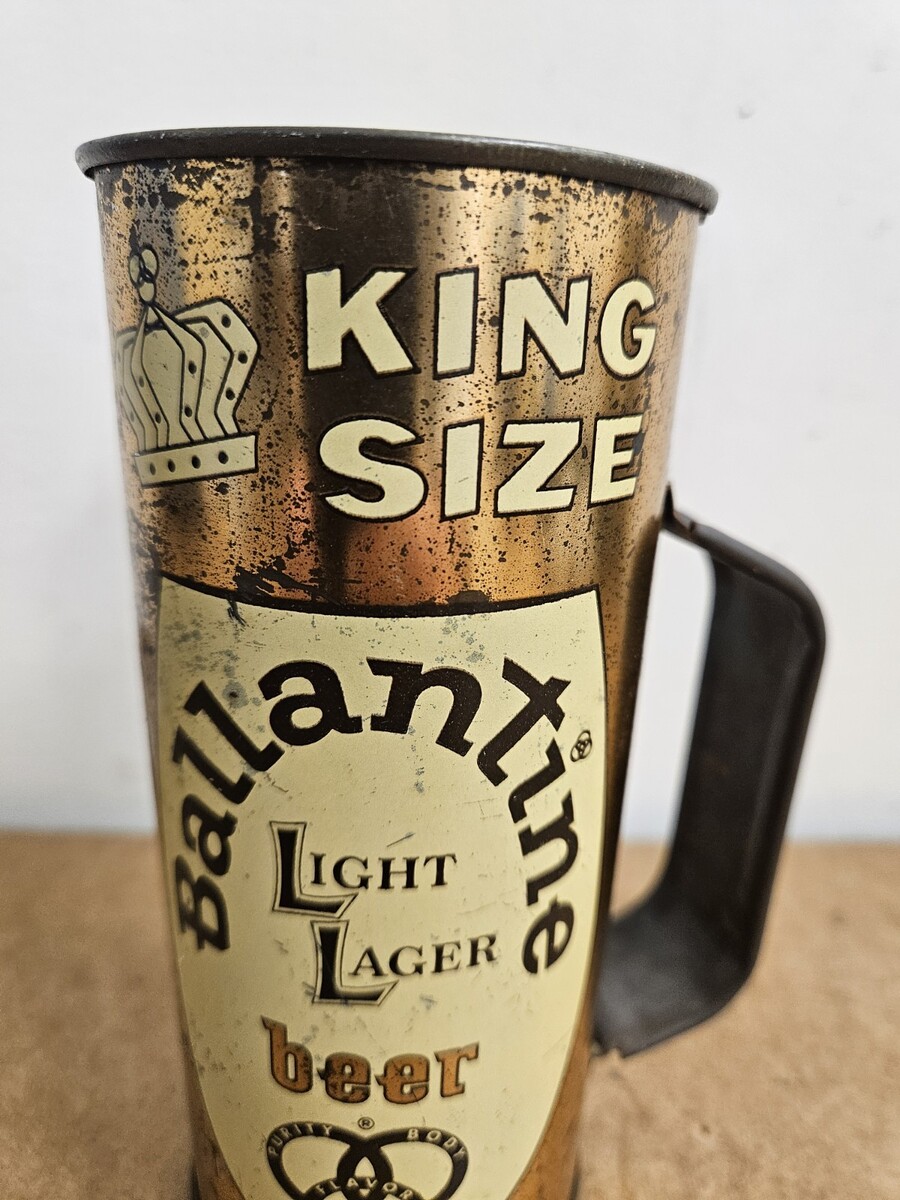 KING
SIZE
Ballantine
LIGHT
LAGER
beer
®
PURITY BODY
FLAVOR